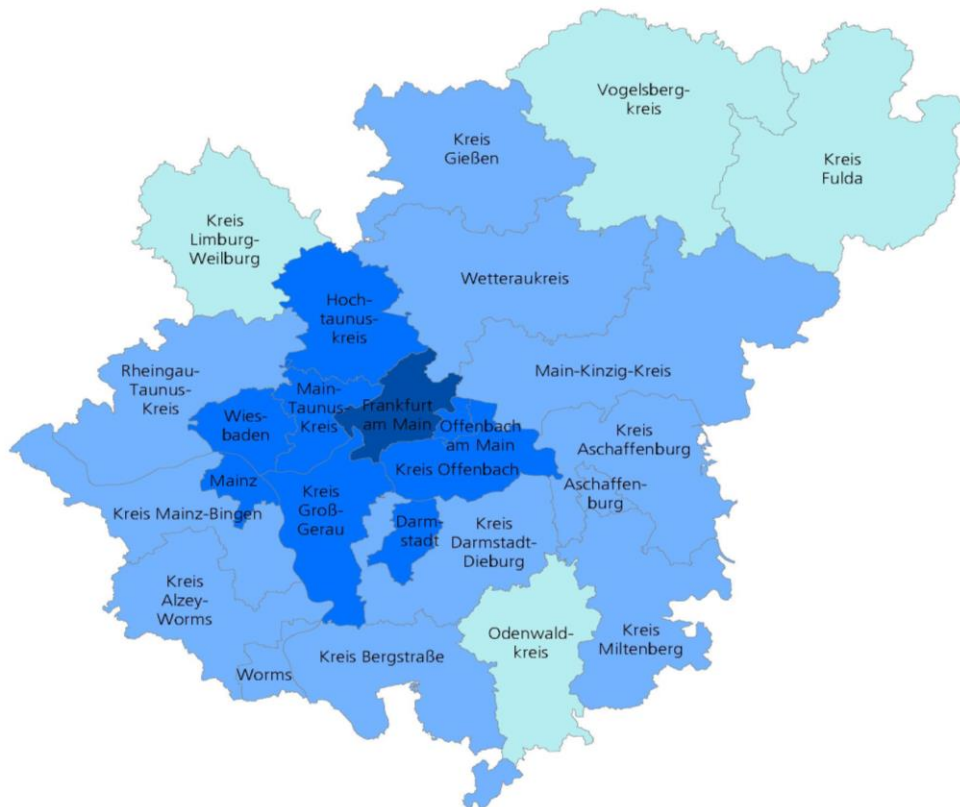 Vogelsberg-
kreis
Kreis
Gießen
Kreis
Fulda
Kreis
Limburg-
Weilburg
Wetteraukreis
Hoch-
taunus-
kreis
Rheingau-
Taunus-
Kreis
Main-Kinzig-Kreis
Main-
Taunus-
Kreis
Frankfurt
am Main
Wies-
baden
Offenbach
am Main
Kreis
Aschaffenburg
Kreis Offenbach
Mainz
Kreis
Groß-
Gerau
Aschaffen-
burg
Kreis Mainz-Bingen
Darm-
stadt
Kreis
Darmstadt-
Dieburg
Kreis
Alzey-
Worms
Odenwald-
kreis
Kreis
Miltenberg
Kreis Bergstraße
Worms